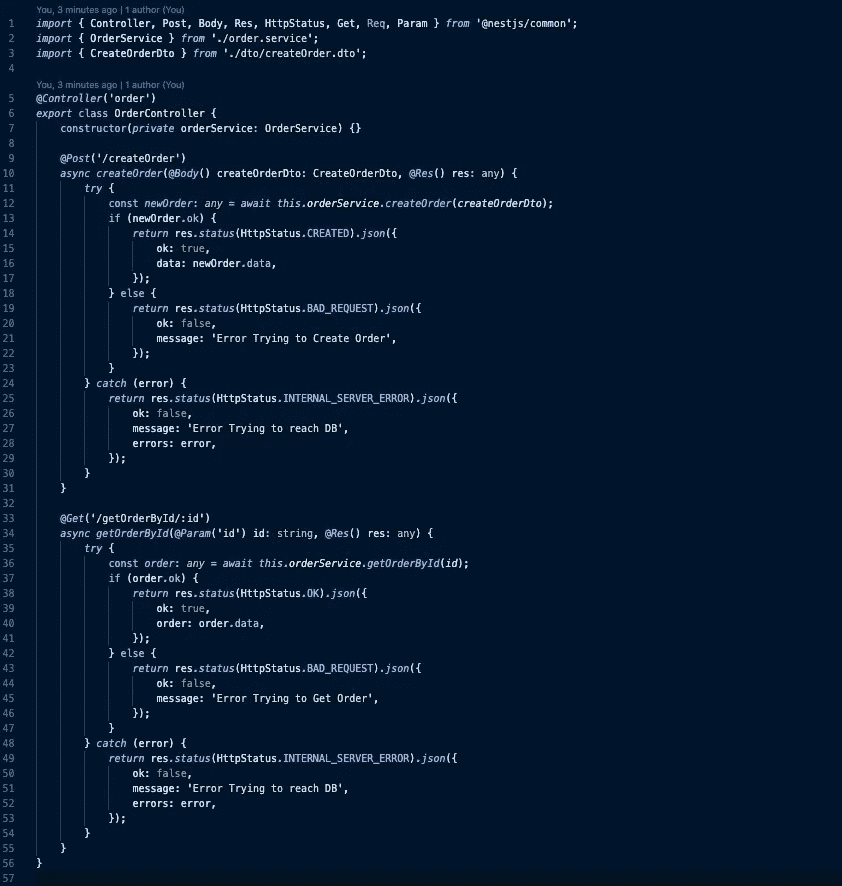 You, 3 minutes ago | 1 author (You)
1 import { Controller, Post, Body, Res, HttpStatus, Get, Req, Param } from '@nestjs/common';
2 import { OrderService } from './order.service';
3 import { CreateOrderDto } from './dto/createOrder.dto';
4
You, 3 minutes ago | 1 author (You)
5 @Controller('order')
6 export class OrderController {
7     constructor(private orderService: OrderService) {}
8
9     @Post('/createOrder')
10     async createOrder(@Body() createOrderDto: CreateOrderDto, @Res() res: any) {
11         try {
12             const newOrder: any = await this.orderService.createOrder(createOrderDto);
13             if (newOrder.ok) {
14                 return res.status(HttpStatus.CREATED).json({
15                     ok: true,
16                     data: newOrder.data,
17                 });
18             } else {
19                 return res.status(HttpStatus.BAD_REQUEST).json({
20                     ok: false,
21                     message: 'Error Trying to Create Order',
22                 });
23             }
24         } catch (error) {
25             return res.status(HttpStatus.INTERNAL_SERVER_ERROR).json({
26                 ok: false,
27                 message: 'Error Trying to reach DB',
28                 errors: error,
29             });
30         }
31     }
32
33     @Get('/getOrderById/:id')
34     async getOrderById(@Param('id') id: string, @Res() res: any) {
35         try {
36             const order: any = await this.orderService.getOrderById(id);
37             if (order.ok) {
38                 return res.status(HttpStatus.OK).json({
39                     ok: true,
40                     order: order.data,
41                 });
42             } else {
43                 return res.status(HttpStatus.BAD_REQUEST).json({
44                     ok: false,
45                     message: 'Error Trying to Get Order',
46                 });
47             }
48         } catch (error) {
49             return res.status(HttpStatus.INTERNAL_SERVER_ERROR).json({
50                 ok: false,
51                 message: 'Error Trying to reach DB',
52                 errors: error,
53             });
54         }
55     }
56 }
57